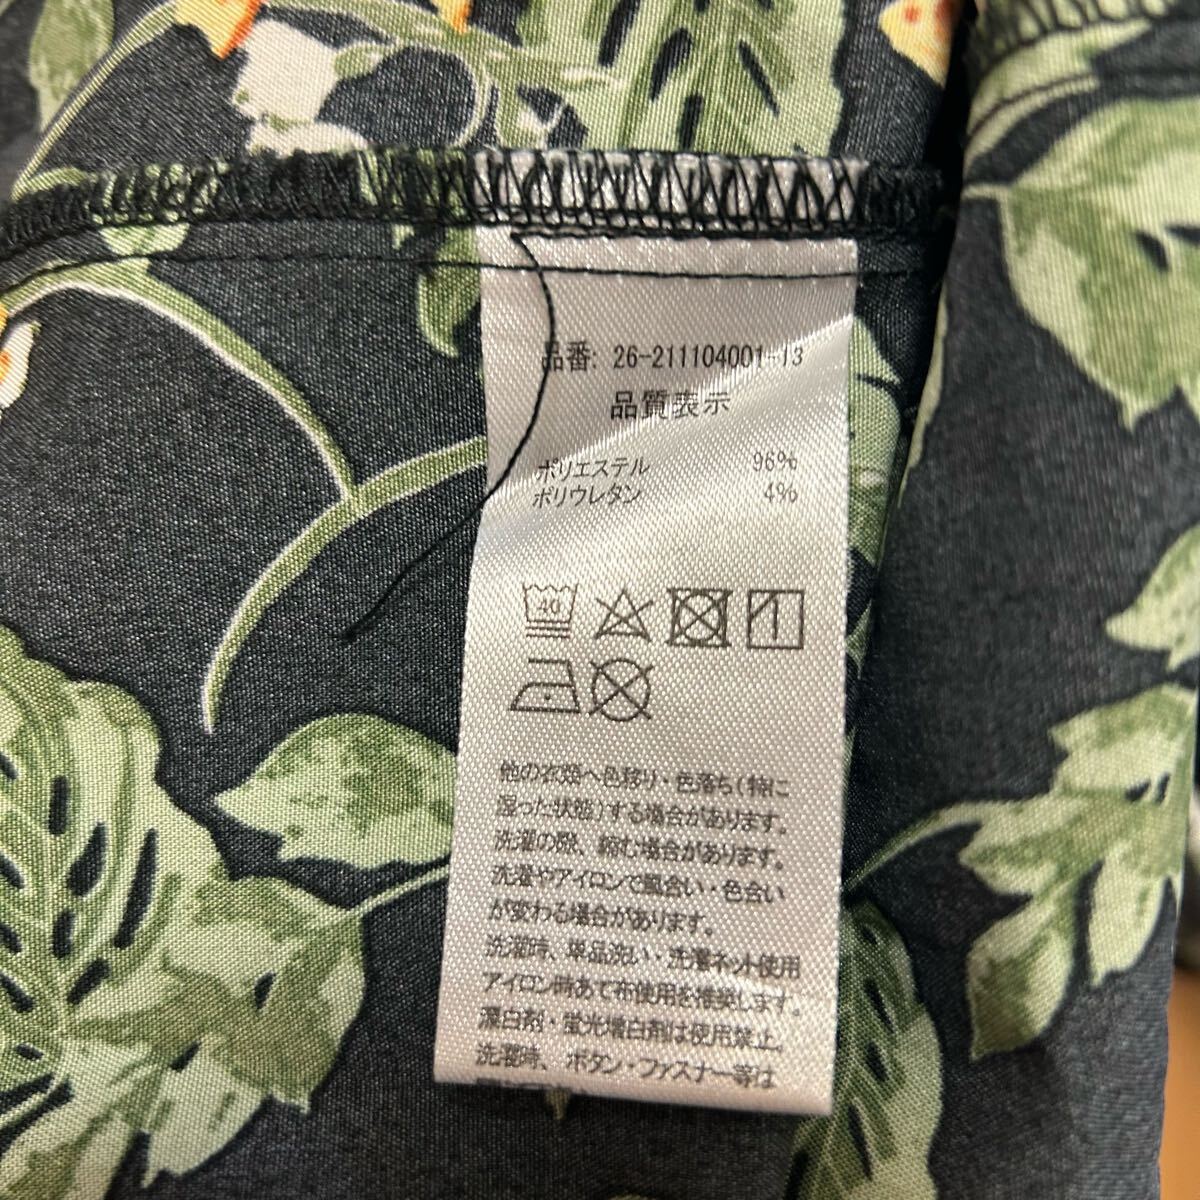 品番: 26-211104001-13
品質表示
ポリエステル 96%
ポリウレタン 4%
40
他の衣類へ色移り・色落ち(特に
湿った状態)する場合があります。
洗濯の際、縮む場合があります。
洗濯やアイロンで風合い・色合い
が変わる場合があります。
洗濯時、単品洗い・洗濯ネット使用
アイロン時あて布使用を推奨します。
漂白剤・蛍光増白剤は使用禁止。
洗濯時、ボタン・ファスナー等は